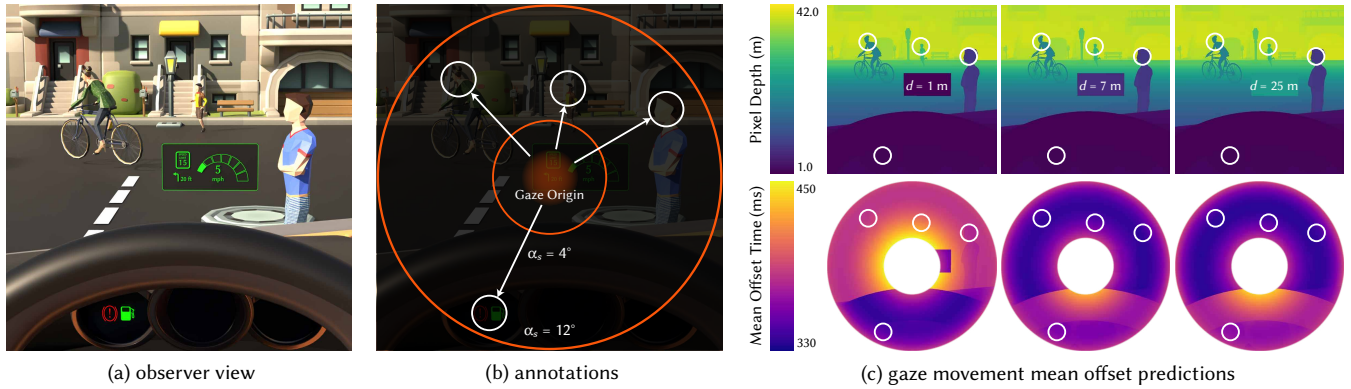 15
20 ft
5
mph
(a) observer view
Gaze Origin
αs = 4°
αs = 12°
(b) annotations
Pixel Depth (m)
42.0
1.0
d = 1 m
d = 7 m
d = 25 m
Mean Offset Time (ms)
450
330
(c) gaze movement mean offset predictions